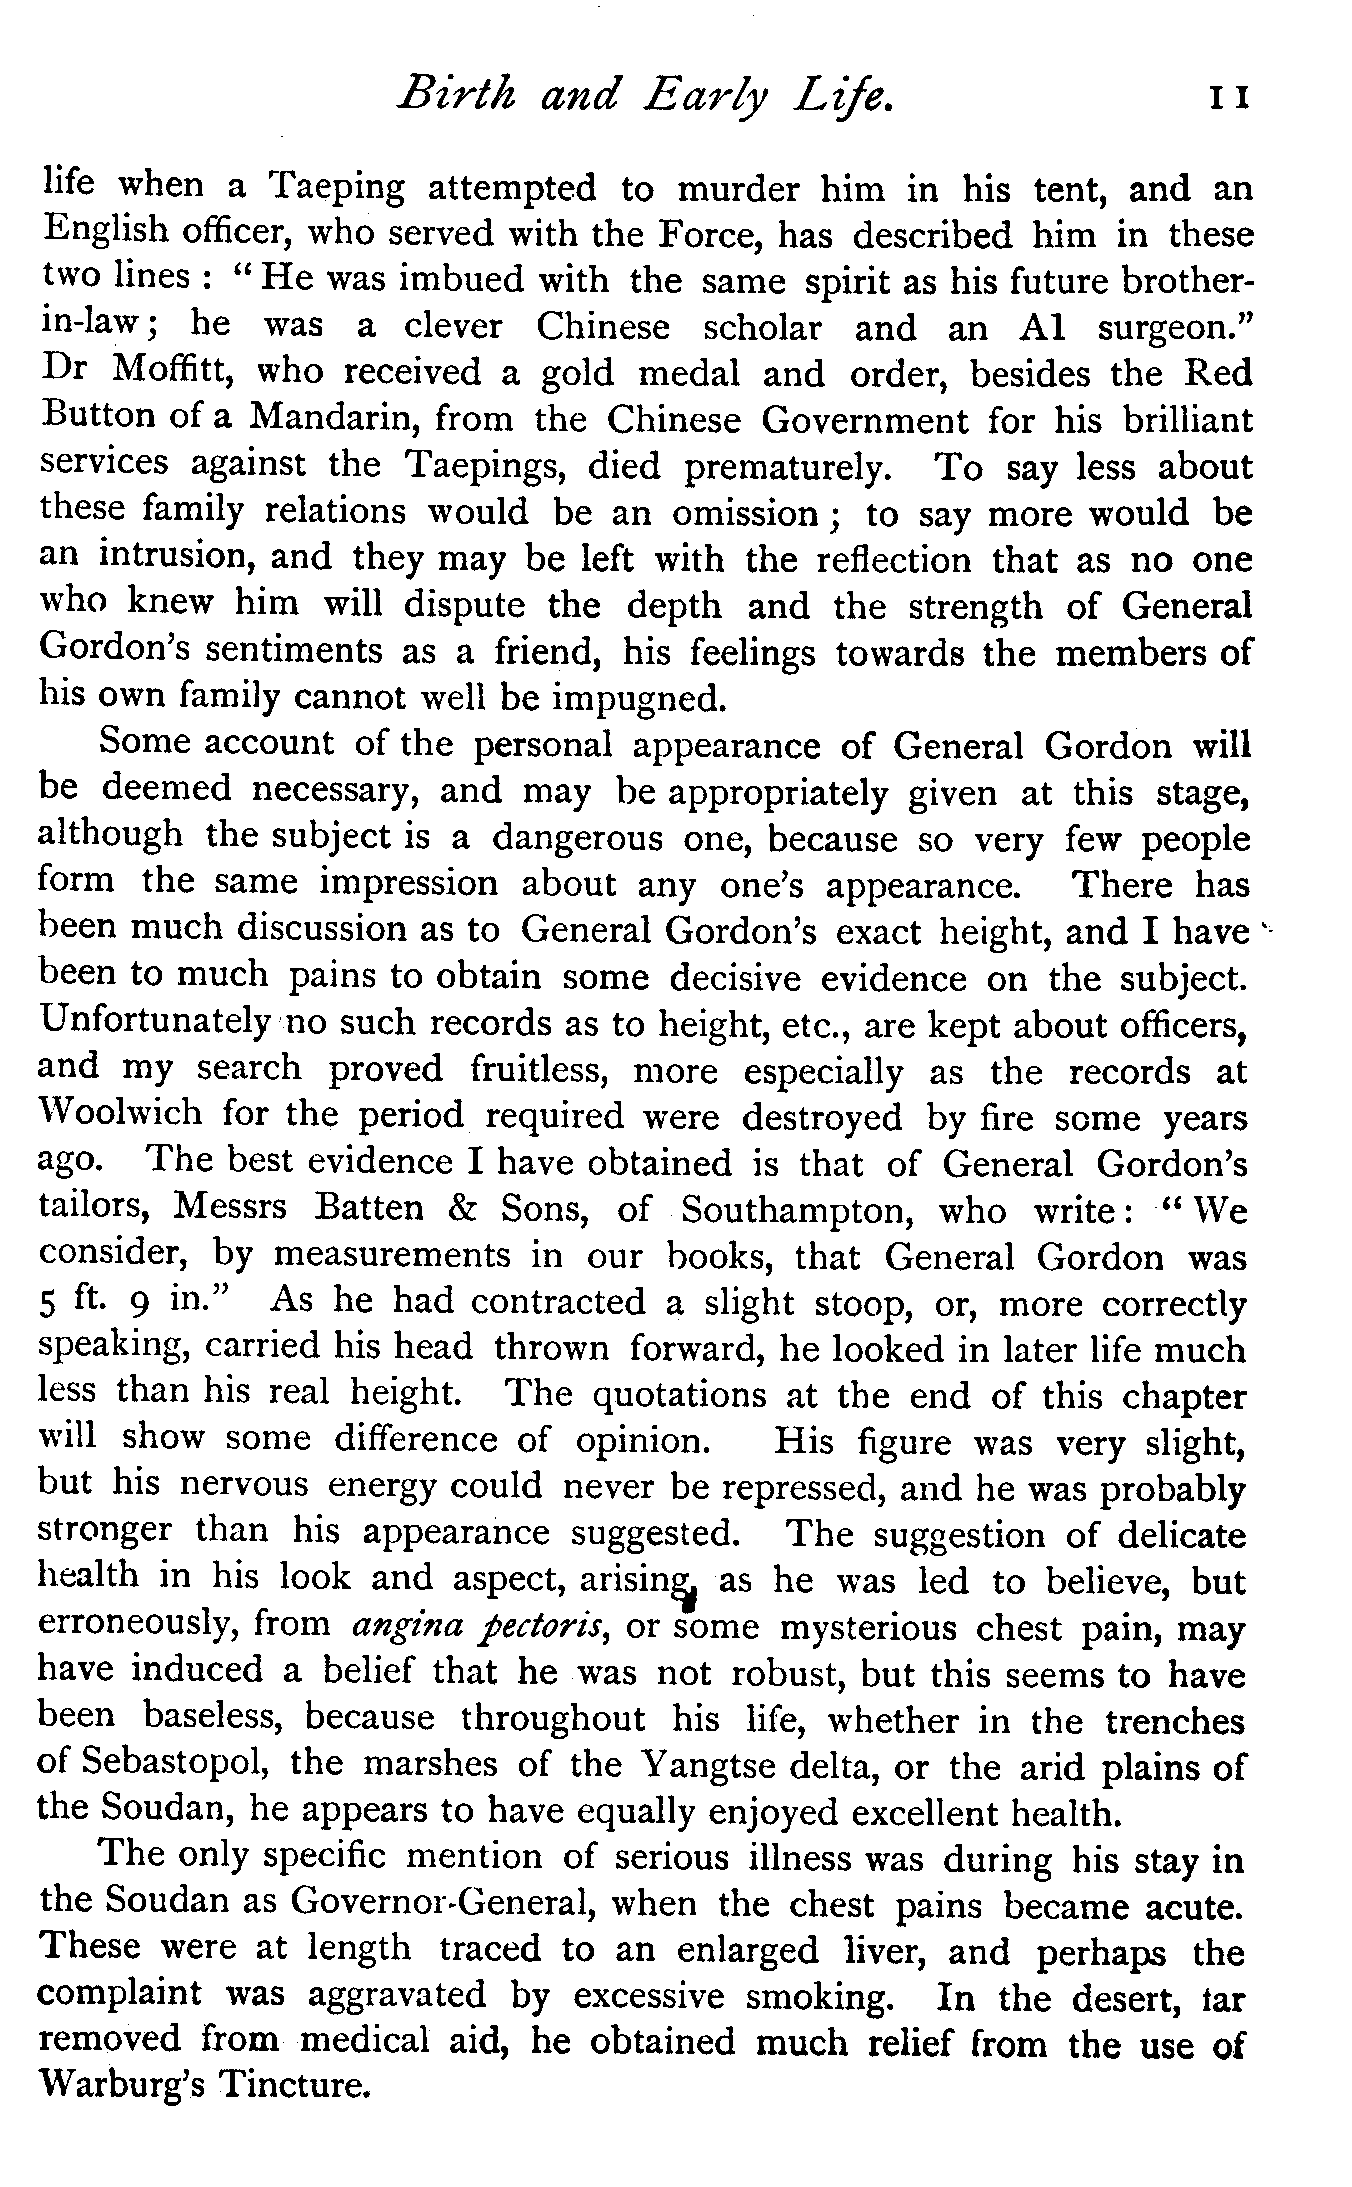 Birth and Early Life. 11
life when a Taeping attempted to murder him in his tent, and an
English officer, who served with the Force, has described him in these
two lines : “ He was imbued with the same spirit as his future brother-
in-law ; he was a clever Chinese scholar and an A1 surgeon.”
Dr Moffitt, who received a gold medal and order, besides the Red
Button of a Mandarin, from the Chinese Government for his brilliant
services against the Taepings, died prematurely. To say less about
these family relations would be an omission ; to say more would be
an intrusion, and they may be left with the reflection that as no one
who knew him will dispute the depth and the strength of General
Gordon’s sentiments as a friend, his feelings towards the members of
his own family cannot well be impugned.
Some account of the personal appearance of General Gordon will
be deemed necessary, and may be appropriately given at this stage,
although the subject is a dangerous one, because so very few people
form the same impression about any one’s appearance. There has
been much discussion as to General Gordon’s exact height, and I have
been to much pains to obtain some decisive evidence on the subject.
Unfortunately no such records as to height, etc., are kept about officers,
and my search proved fruitless, more especially as the records at
Woolwich for the period required were destroyed by fire some years
ago. The best evidence I have obtained is that of General Gordon’s
tailors, Messrs Batten & Sons, of Southampton, who write : “ We
consider, by measurements in our books, that General Gordon was
5 ft. 9 in.” As he had contracted a slight stoop, or, more correctly
speaking, carried his head thrown forward, he looked in later life much
less than his real height. The quotations at the end of this chapter
will show some difference of opinion. His figure was very slight,
but his nervous energy could never be repressed, and he was probably
stronger than his appearance suggested. The suggestion of delicate
health in his look and aspect, arising, as he was led to believe, but
erroneously, from angina pectoris, or some mysterious chest pain, may
have induced a belief that he was not robust, but this seems to have
been baseless, because throughout his life, whether in the trenches
of Sebastopol, the marshes of the Yangtse delta, or the arid plains of
the Soudan, he appears to have equally enjoyed excellent health.
The only specific mention of serious illness was during his stay in
the Soudan as Governor-General, when the chest pains became acute.
These were at length traced to an enlarged liver, and perhaps the
complaint was aggravated by excessive smoking. In the desert, far
removed from medical aid, he obtained much relief from the use of
Warburg’s Tincture.